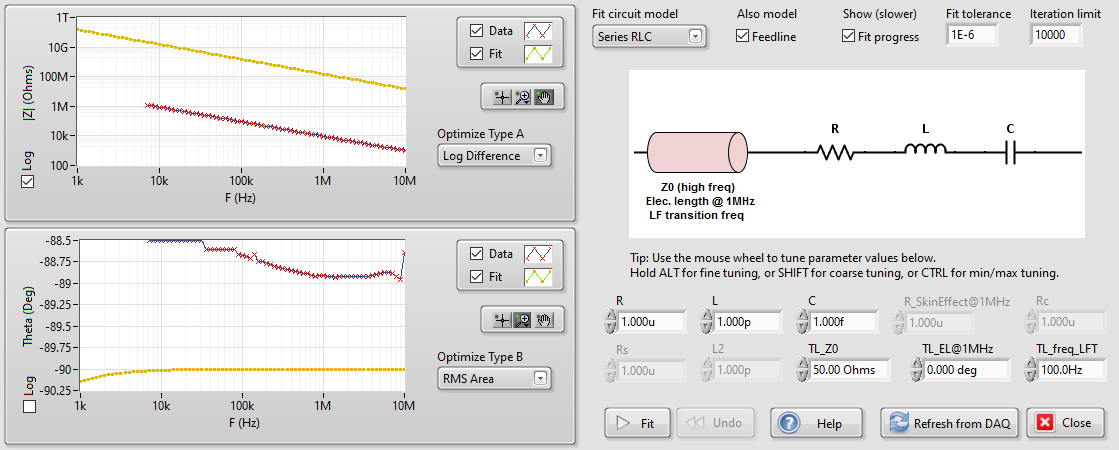 1T
10G
100M
1M
10k
100
|Z| (Ohms)
Log
1k 10k 100k 1M 10M
F (Hz)
Data
Fit
Optimize Type A
Log Difference
-88.5
-88.75
-89
-89.25
-89.5
-89.75
-90
-90.25
Theta (Deg)
Log
1k 10k 100k 1M 10M
F (Hz)
Data
Fit
Optimize Type B
RMS Area
Fit circuit model
Series RLC
Also model
Feedline
Show (slower)
Fit progress
Fit tolerance
1E-6
Iteration limit
10000
R L C
Z0 (high freq)
Elec. length @ 1MHz
LF transition freq
Tip: Use the mouse wheel to tune parameter values below.
Hold ALT for fine tuning, or SHIFT for coarse tuning, or CTRL for min/max tuning.
R L C R_SkinEffect@1MHz Rc
1.000u 1.000p 1.000f 1.000u 1.000u
Rs L2 TL_Z0 TL_EL@1MHz TL_freq_LFT
1.000u 1.000p 50.00 Ohms 0.000 deg 100.0Hz
Fit Undo Help Refresh from DAQ Close